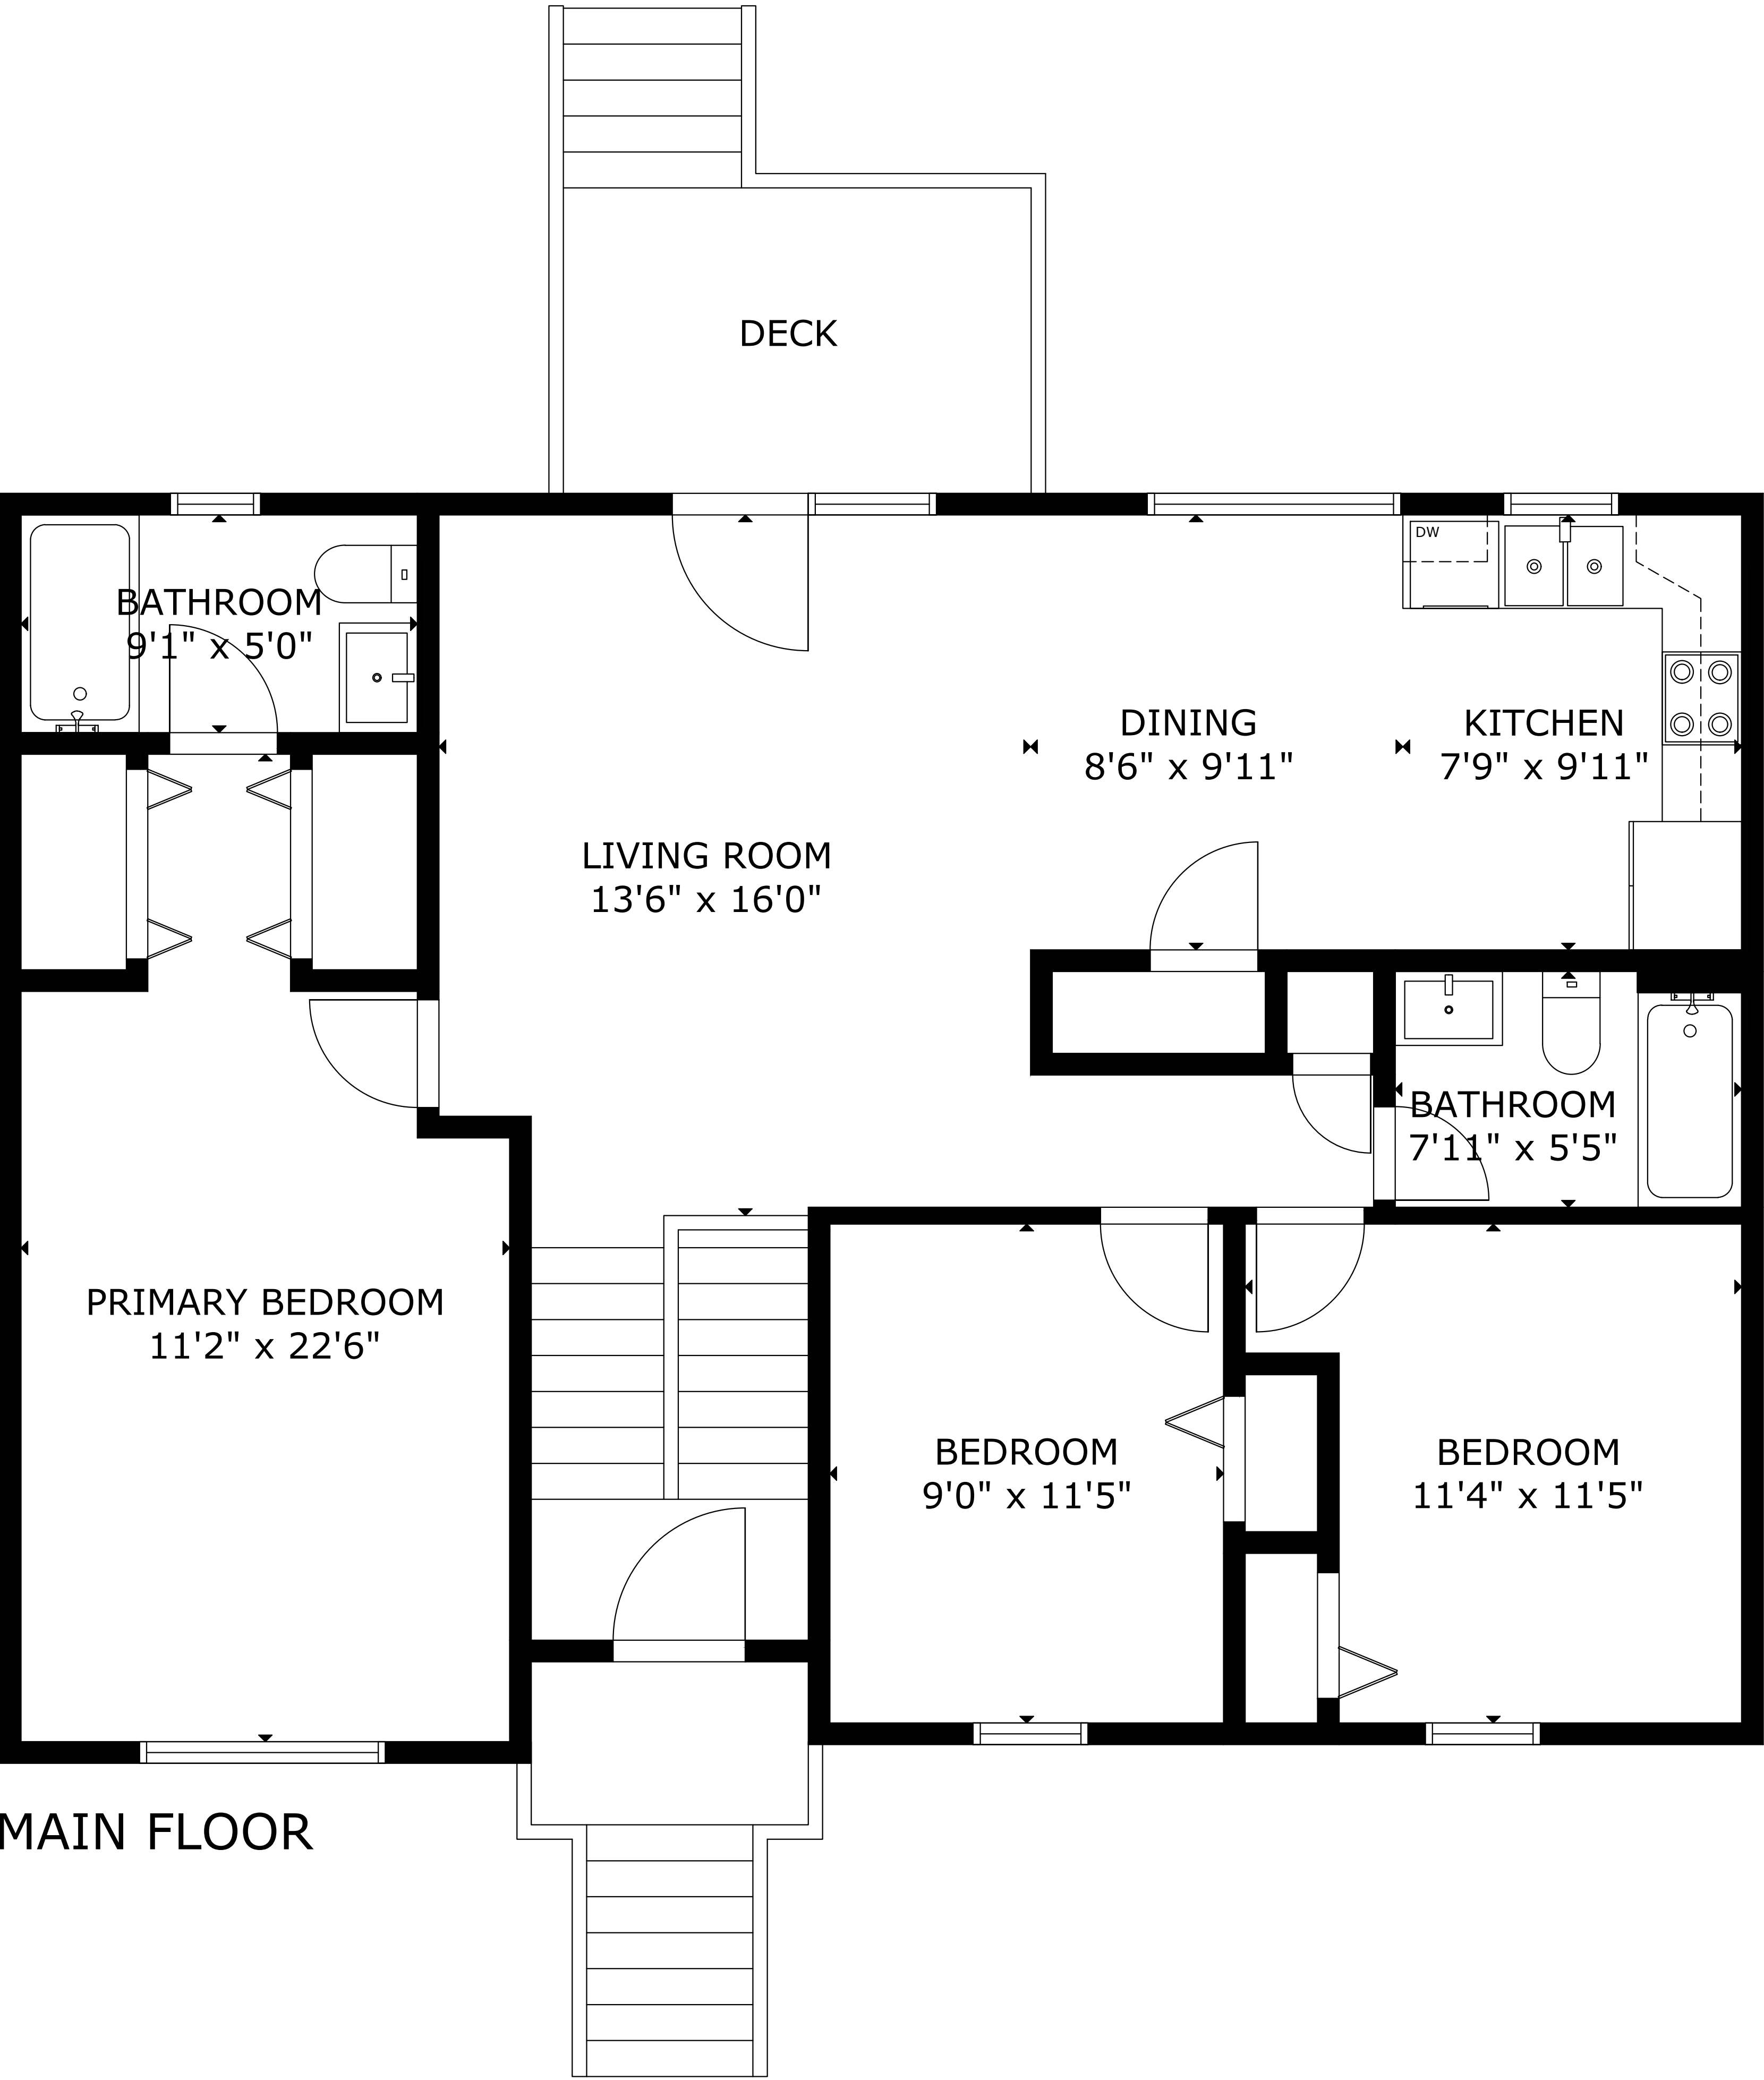 DECK
DW
BATHROOM
9'1" x 5'0"
DINING
8'6" x 9'11"
KITCHEN
7'9" x 9'11"
LIVING ROOM
13'6" x 16'0"
BATHROOM
7'11" x 5'5"
PRIMARY BEDROOM
11'2" x 22'6"
BEDROOM
9'0" x 11'5"
BEDROOM
11'4" x 11'5"
MAIN FLOOR